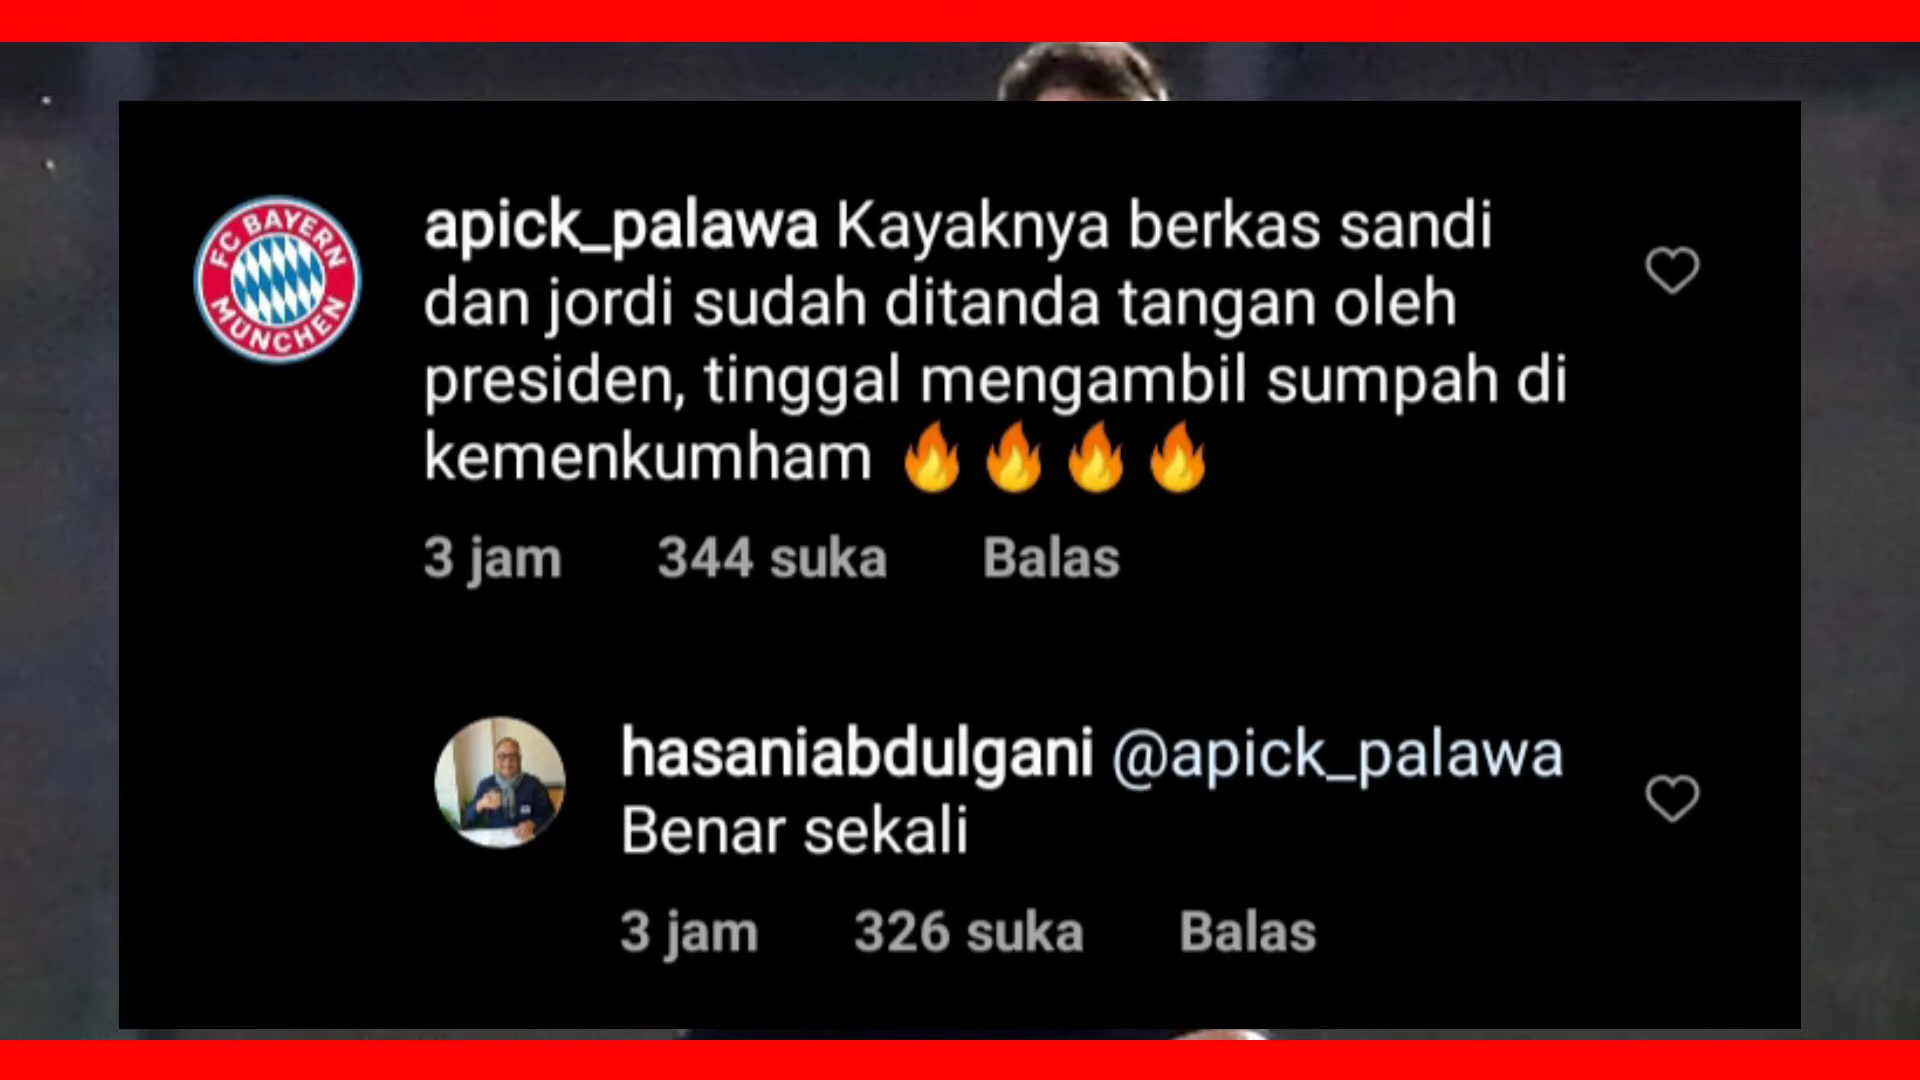 FC BAYERN
MÜNCHEN
apick_palawa Kayaknya berkas sandi
dan jordi sudah ditanda tangan oleh
presiden, tinggal mengambil sumpah di
kemenkumham 🔥🔥🔥🔥
3 jam 344 suka Balas
hasaniabdulgani @apick_palawa
Benar sekali
3 jam 326 suka Balas